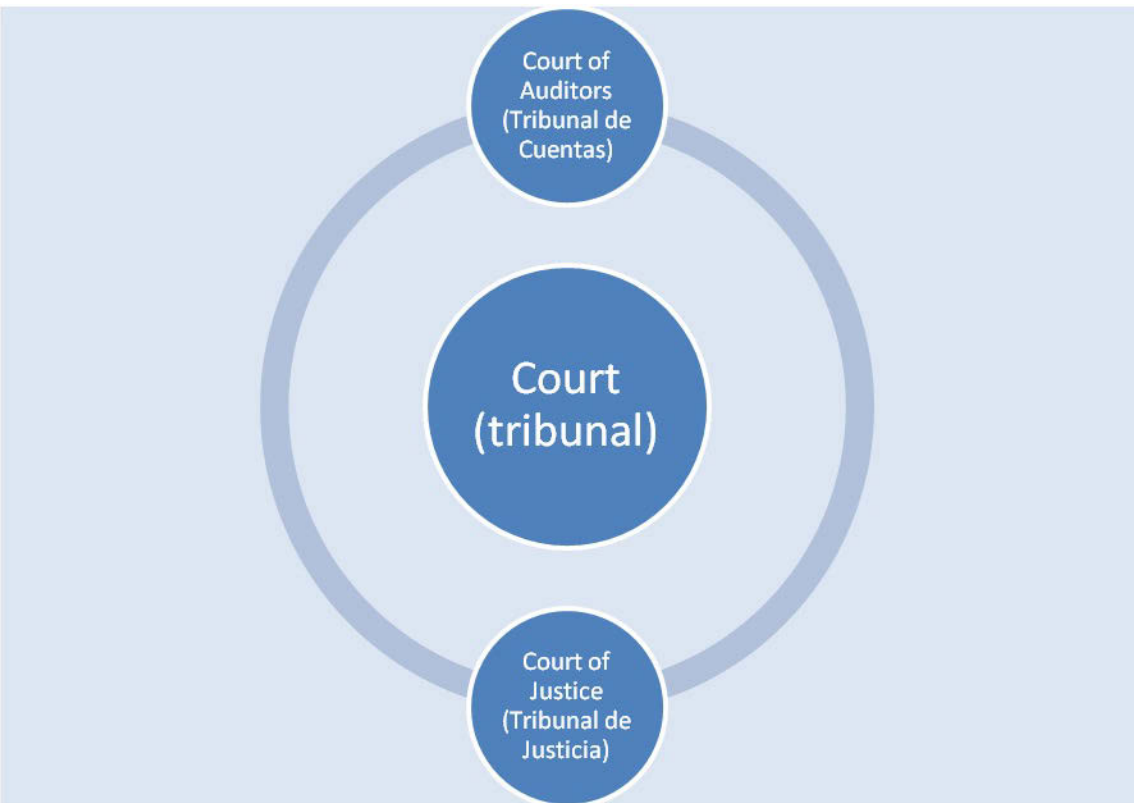 Court of
Auditors
(Tribunal de
Cuentas)
Court
(tribunal)
Court of
Justice
(Tribunal de
Justicia)